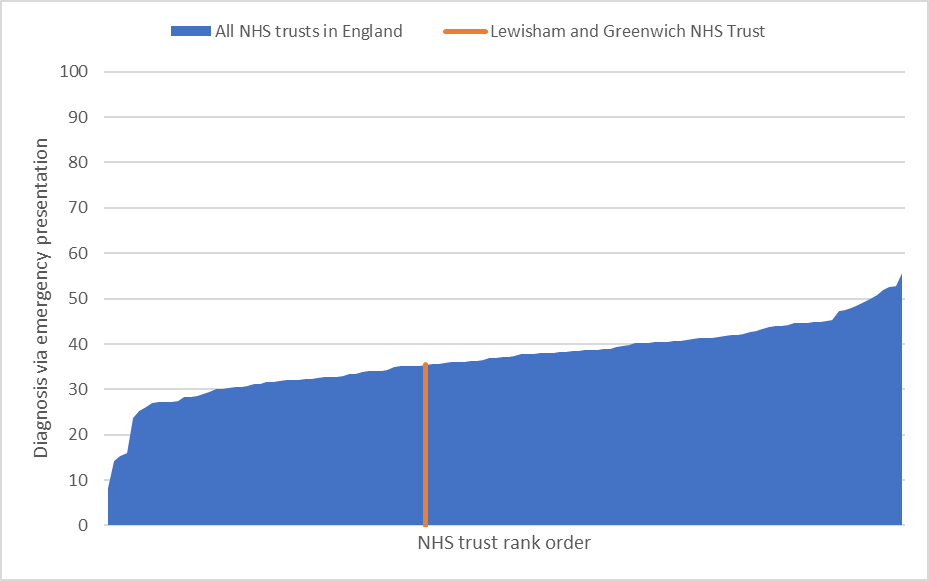 All NHS trusts in England
Lewisham and Greenwich NHS Trust
Diagnosis via emergency presentation
100
90
80
70
60
50
40
30
20
10
0
NHS trust rank order